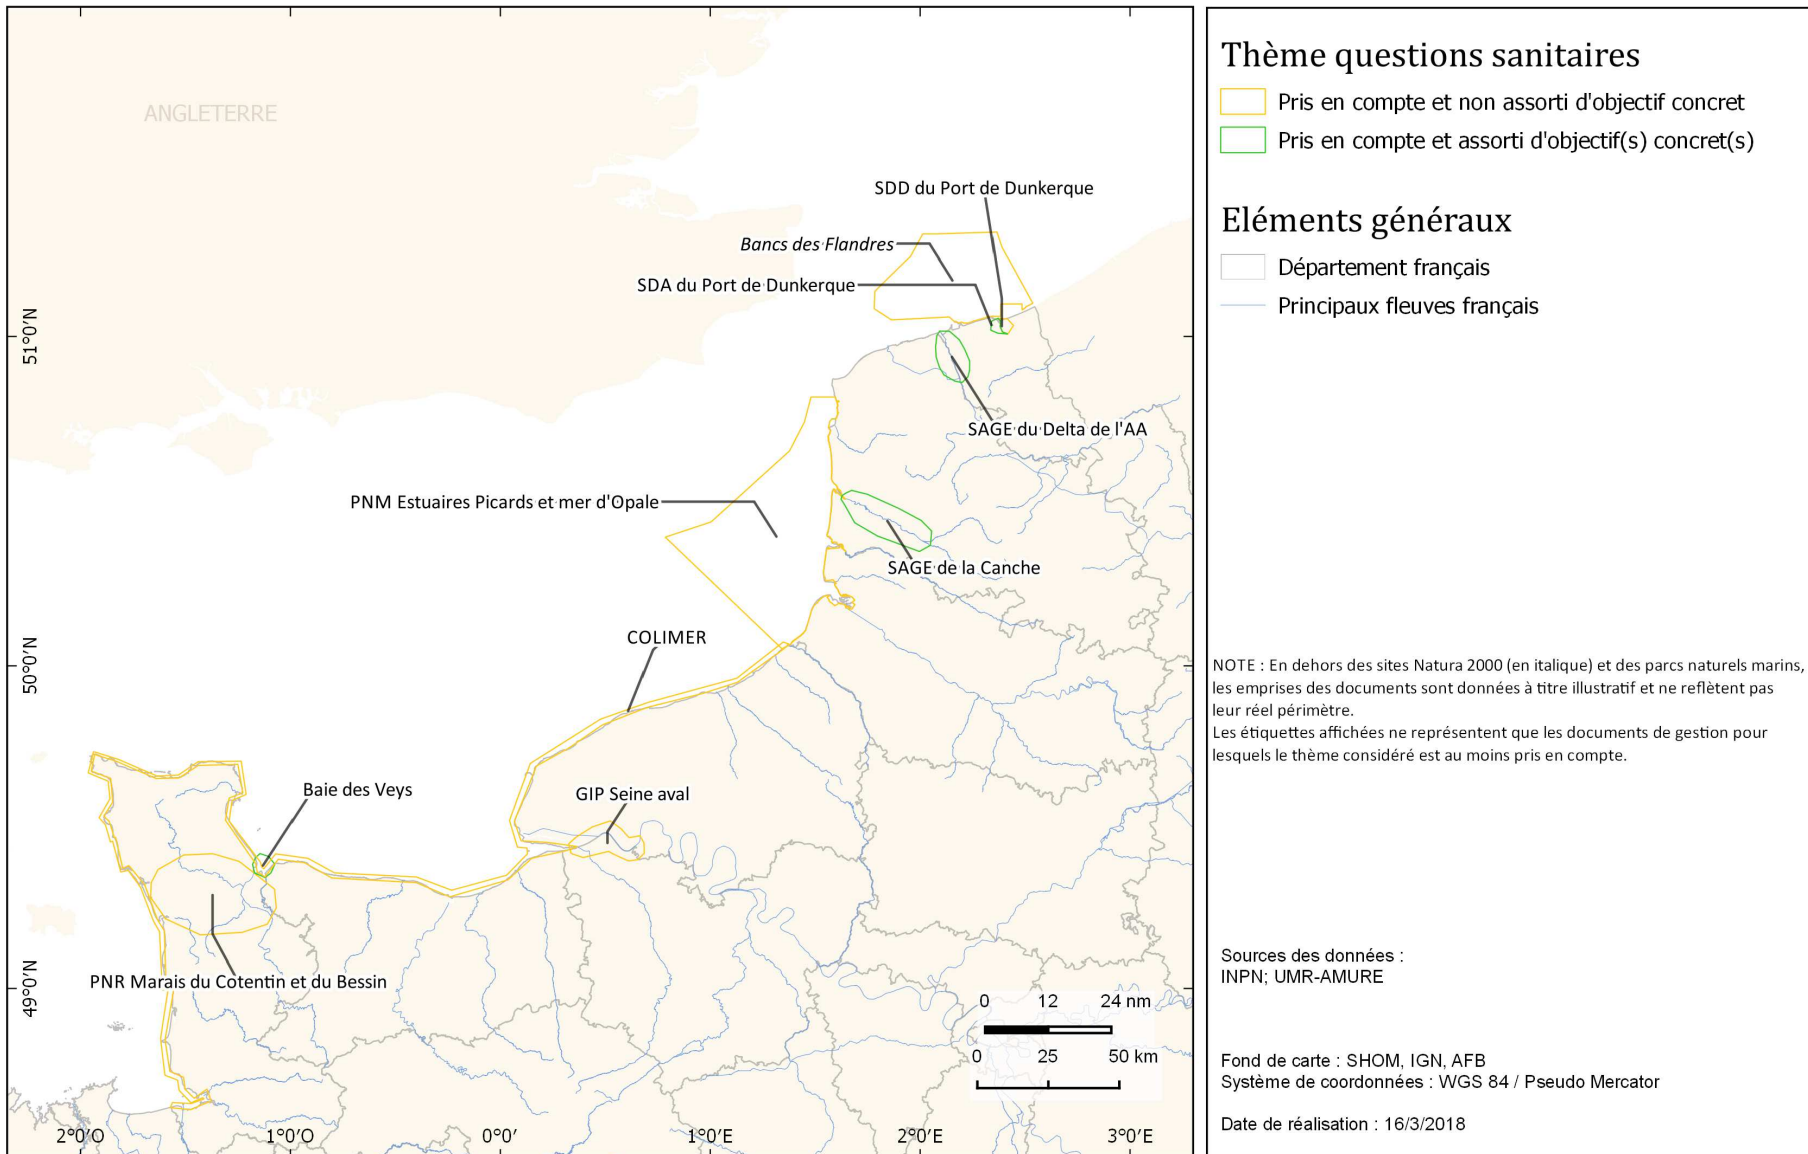 ANGLETERRE
SDD du Port de Dunkerque
Bancs des Flandres
SDA du Port de Dunkerque
SAGE du Delta de l'AA
PNM Estuaires Picards et mer d'Opale
SAGE de la Canche
COLIMER
Baie des Veys
GIP Seine aval
PNR Marais du Cotentin et du Bessin
51°0'N
50°0'N
49°0'N
2°0'O
1°0'O
0°0'
1°0'E
2°0'E
3°0'E
0 12 24 nm
0 25 50 km
Thème questions sanitaires
Pris en compte et non assorti d'objectif concret
Pris en compte et assorti d'objectif(s) concret(s)
Eléments généraux
Département français
Principaux fleuves français
NOTE : En dehors des sites Natura 2000 (en italique) et des parcs naturels marins,
les emprises des documents sont données à titre illustratif et ne reflètent pas
leur réel périmètre.
Les étiquettes affichées ne représentent que les documents de gestion pour
lesquels le thème considéré est au moins pris en compte.
Sources des données :
INPN; UMR-AMURE
Fond de carte : SHOM, IGN, AFB
Système de coordonnées : WGS 84 / Pseudo Mercator
Date de réalisation : 16/3/2018